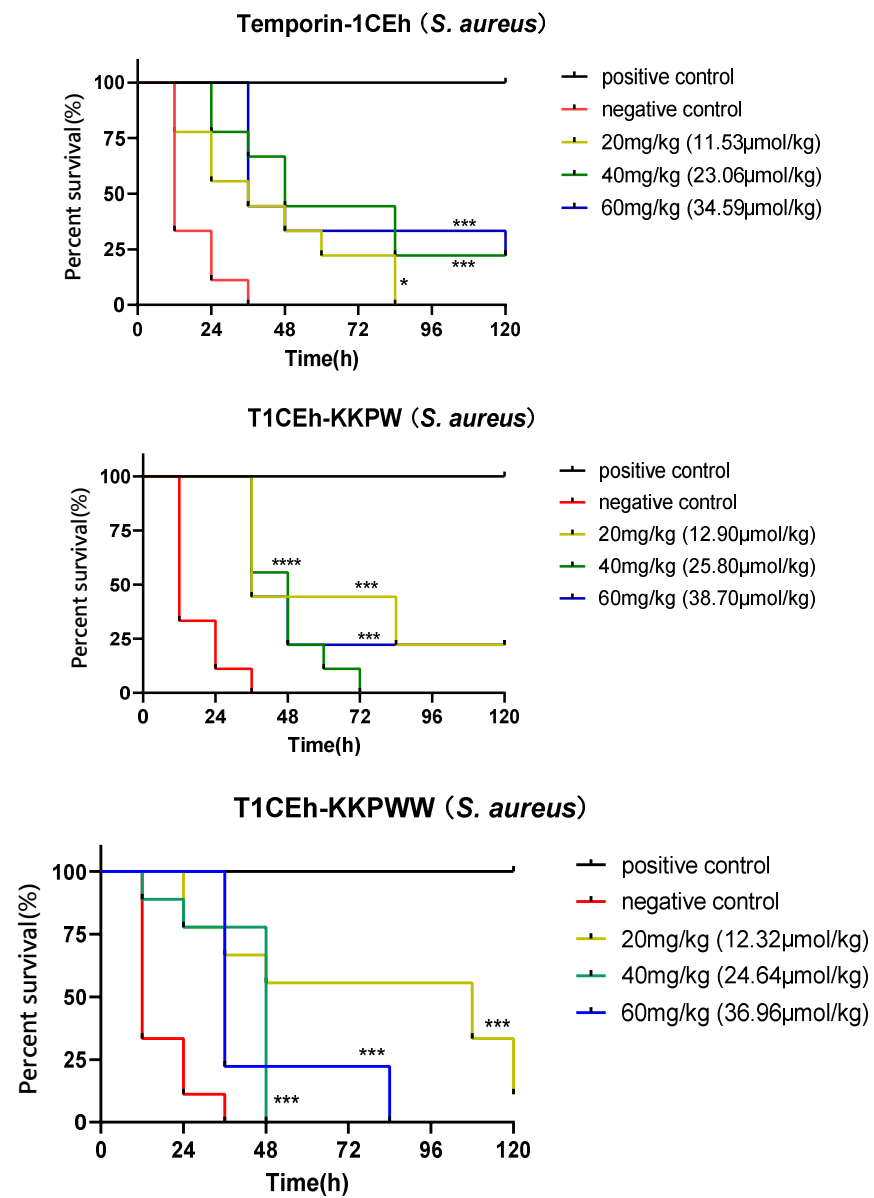 Temporin-1CEh (S. aureus)
Percent survival(%)
100
75
50
25
0
***
***
*
0 24 48 72 96 120
Time(h)
positive control
negative control
20mg/kg (11.53µmol/kg)
40mg/kg (23.06µmol/kg)
60mg/kg (34.59µmol/kg)
T1CEh-KKPW (S. aureus)
Percent survival(%)
100
75
50
25
0
****
***
***
0 24 48 72 96 120
Time(h)
positive control
negative control
20mg/kg (12.90µmol/kg)
40mg/kg (25.80µmol/kg)
60mg/kg (38.70µmol/kg)
T1CEh-KKPWW (S. aureus)
Percent survival(%)
100
75
50
25
0
***
***
***
0 24 48 72 96 120
Time(h)
positive control
negative control
20mg/kg (12.32µmol/kg)
40mg/kg (24.64µmol/kg)
60mg/kg (36.96µmol/kg)